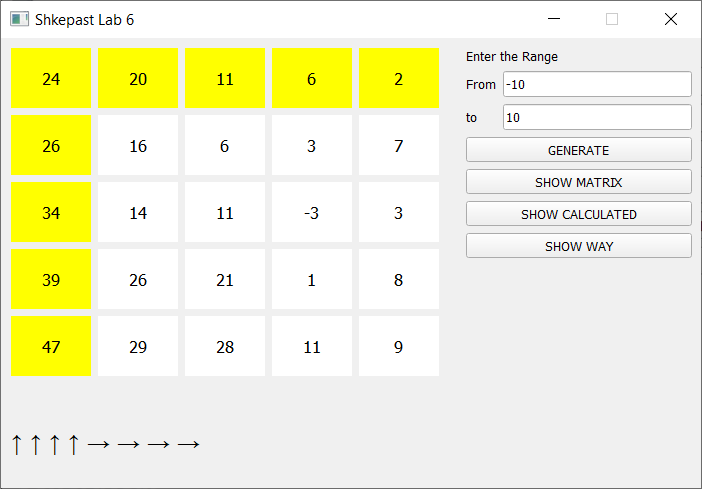 Shkepast Lab 6
24 20 11 6 2
26 16 6 3 7
34 14 11 -3 3
39 26 21 1 8
47 29 28 11 9
↑ ↑ ↑ ↑ → → → →
Enter the Range
From -10
to 10
GENERATE
SHOW MATRIX
SHOW CALCULATED
SHOW WAY